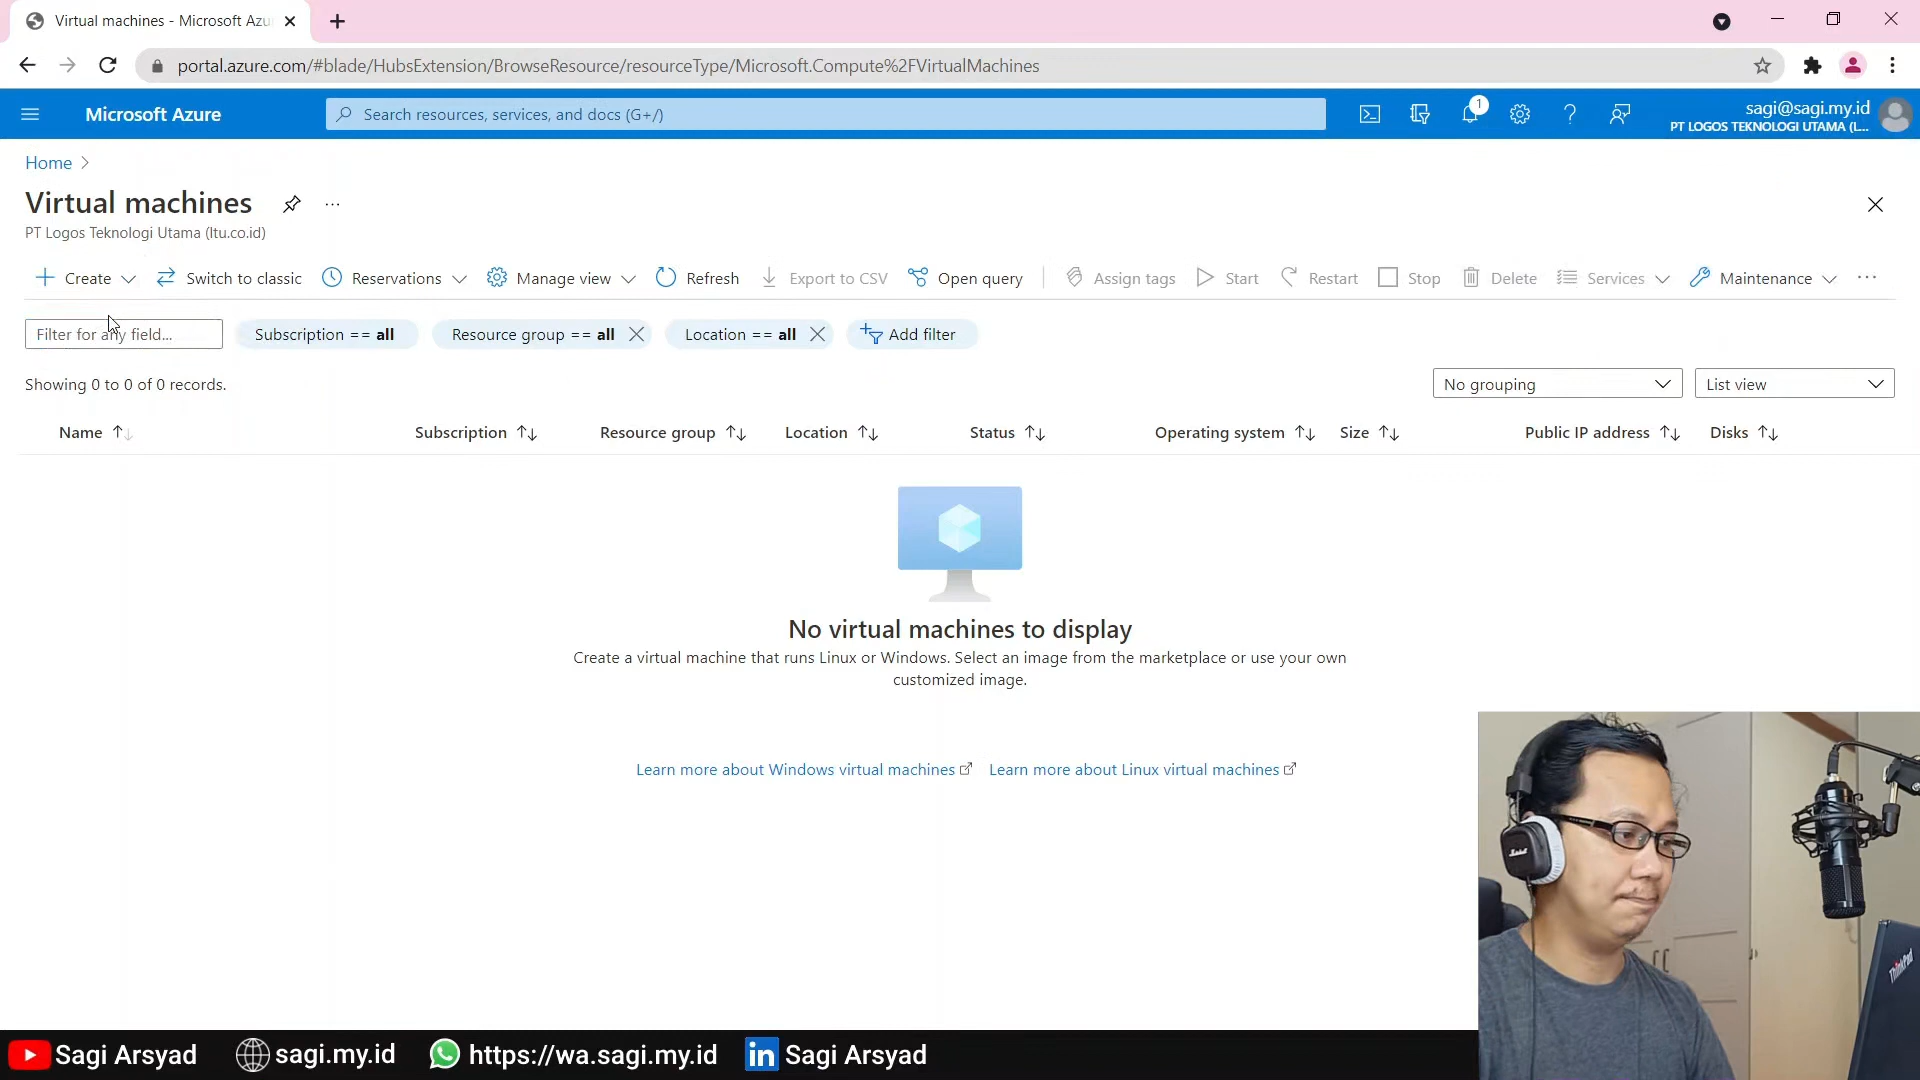 Virtual machines - Microsoft Azu
portal.azure.com/#blade/HubsExtension/BrowseResource/resourceType/Microsoft.Compute%2FVirtualMachines
Microsoft Azure
Search resources, services, and docs (G+/)
1
sagi@sagi.my.id
PT LOGOS TEKNOLOGI UTAMA (L...
Home
Virtual machines
...
PT Logos Teknologi Utama (ltu.co.id)
Create Switch to classic Reservations Manage view Refresh Export to CSV Open query Assign tags Start Restart Stop Delete Services Maintenance ...
Filter for any field... Subscription == all Resource group == all Location == all Add filter
Showing 0 to 0 of 0 records.
No grouping List view
Name Subscription Resource group Location Status Operating system Size Public IP address Disks
No virtual machines to display
Create a virtual machine that runs Linux or Windows. Select an image from the marketplace or use your own
customized image.
Learn more about Windows virtual machines Learn more about Linux virtual machines
Marshall
ThinkPad
Sagi Arsyad sagi.my.id https://wa.sagi.my.id in Sagi Arsyad